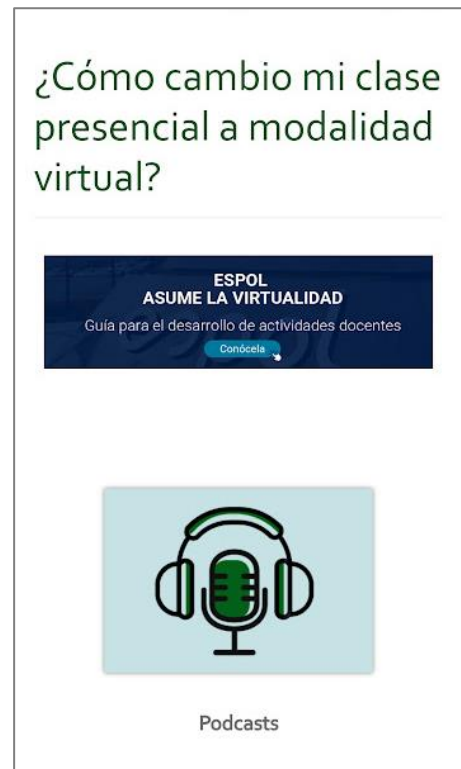 ¿Cómo cambio mi clase
presencial a modalidad
virtual?
ESPOL
ASUME LA VIRTUALIDAD
Guía para el desarrollo de actividades docentes
Conócela
Podcasts